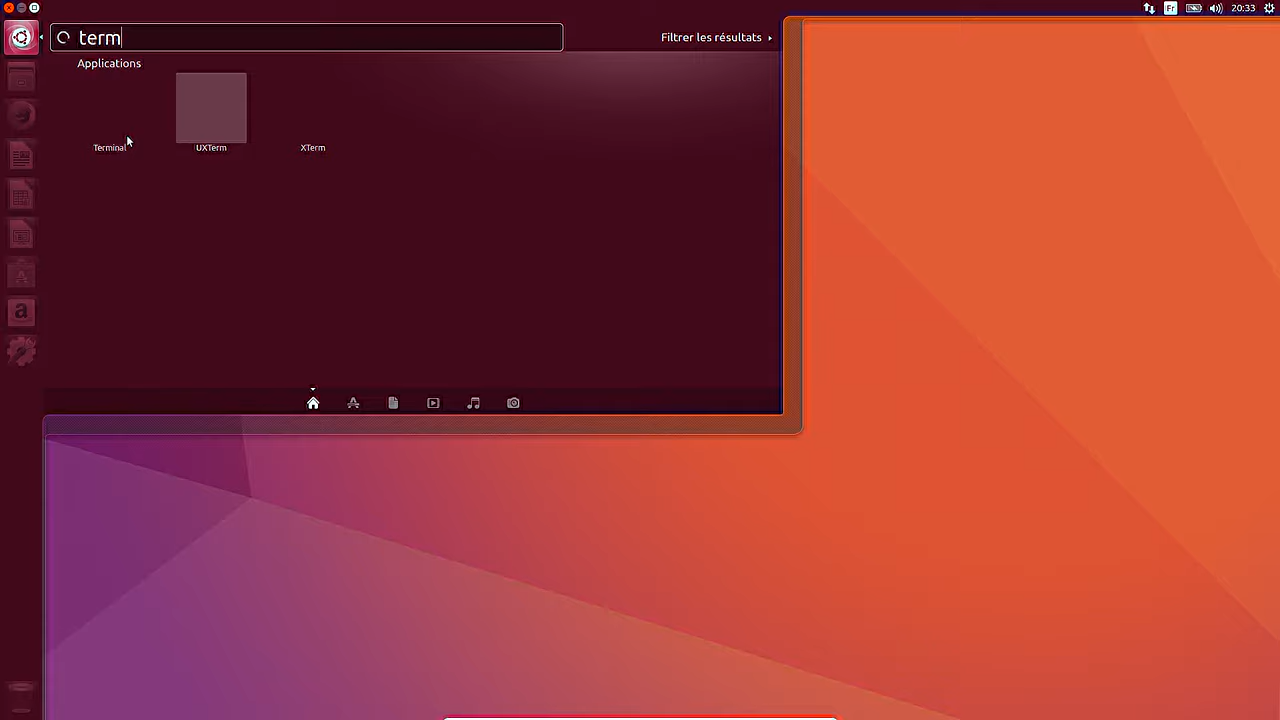 Fr
20:33
term
Filtrer les résultats
Applications
Terminal
UXTerm
XTerm
a